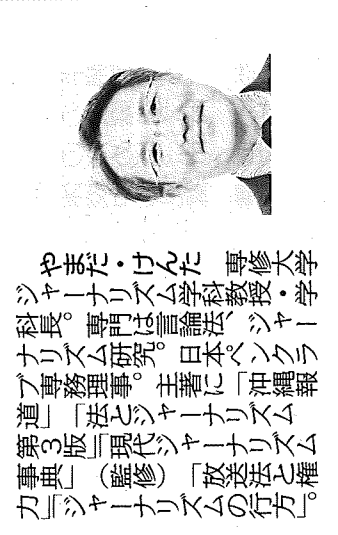 やまだ・けんた　専修大学
ジャーナリズム学科教授・学
科長。専門は言論法、ジャー
ナリズム研究。日本ペンクラ
ブ専務理事。主著に「沖縄報
道」「法とジャーナリズム
第3版」「現代ジャーナリズム
事典」（監修）「放送法と権
力」「ジャーナリズムの行方」。